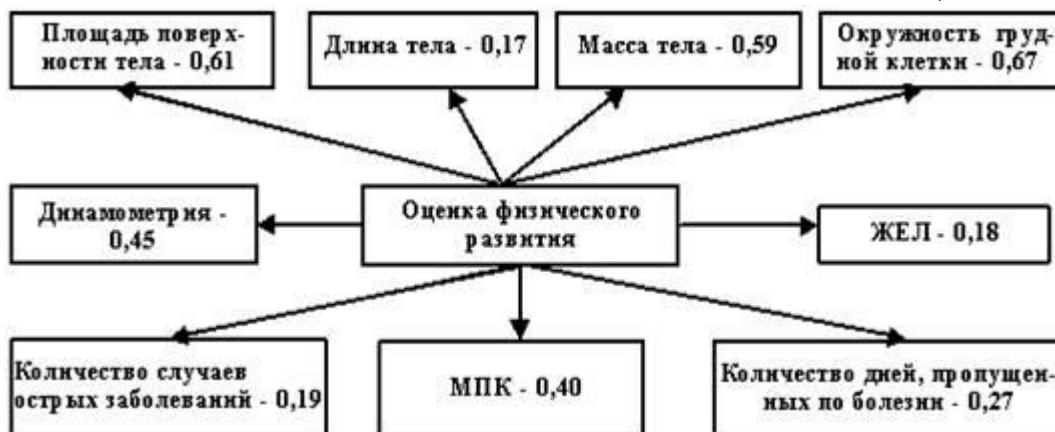 Площадь поверх-
ности тела - 0,61
Длина тела - 0,17
Масса тела - 0,59
Окружность груд-
ной клетки - 0,67
Динамометрия -
0,45
Оценка физического
развития
ЖЕЛ - 0,18
Количество случаев
острых заболеваний - 0,19
МПК - 0,40
Количество дней, пропущен-
ных по болезни - 0,27